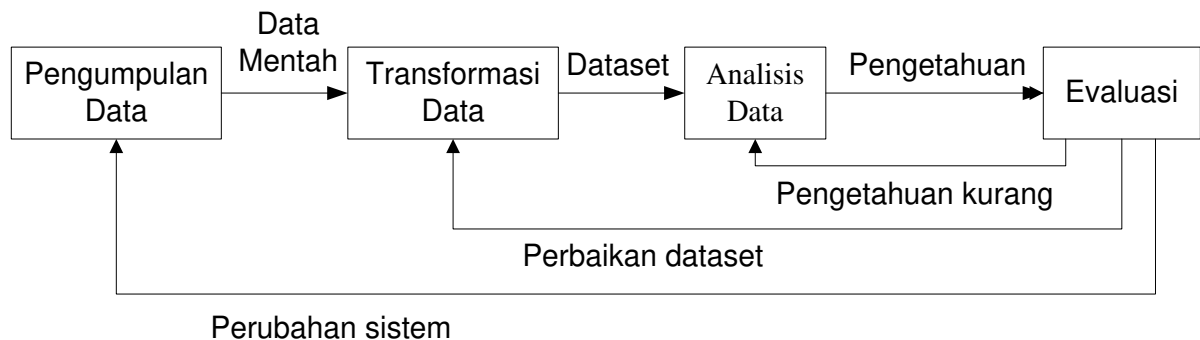 Pengumpulan
Data
Data
Mentah
Transformasi
Data
Dataset
Analisis
Data
Pengetahuan
Evaluasi
Pengetahuan kurang
Perbaikan dataset
Perubahan sistem